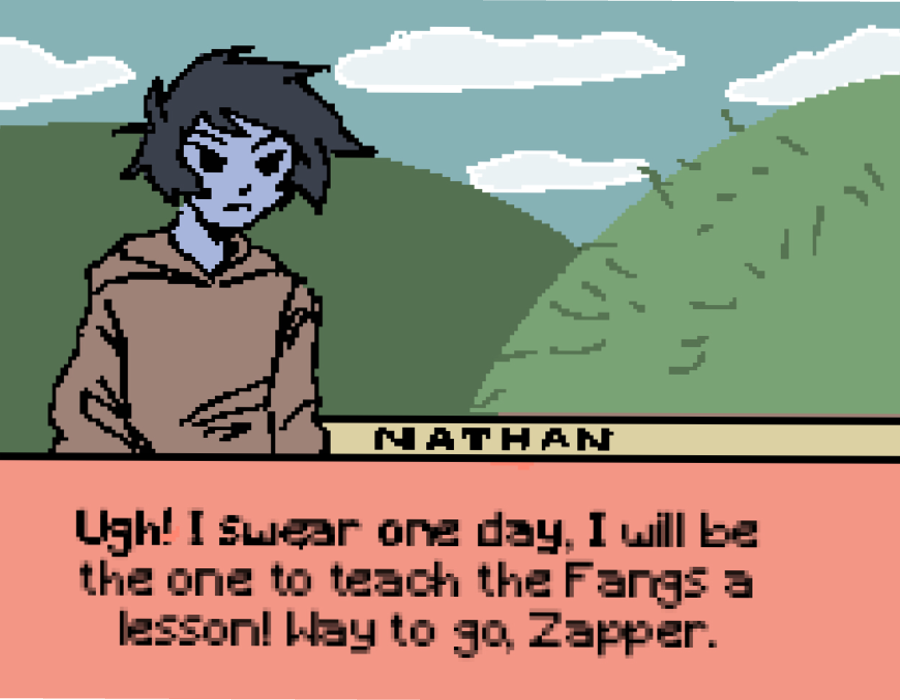 NATHAN
Ugh! I swear one day, I will be
the one to teach the Fangs a
lesson! Way to go, Zapper.